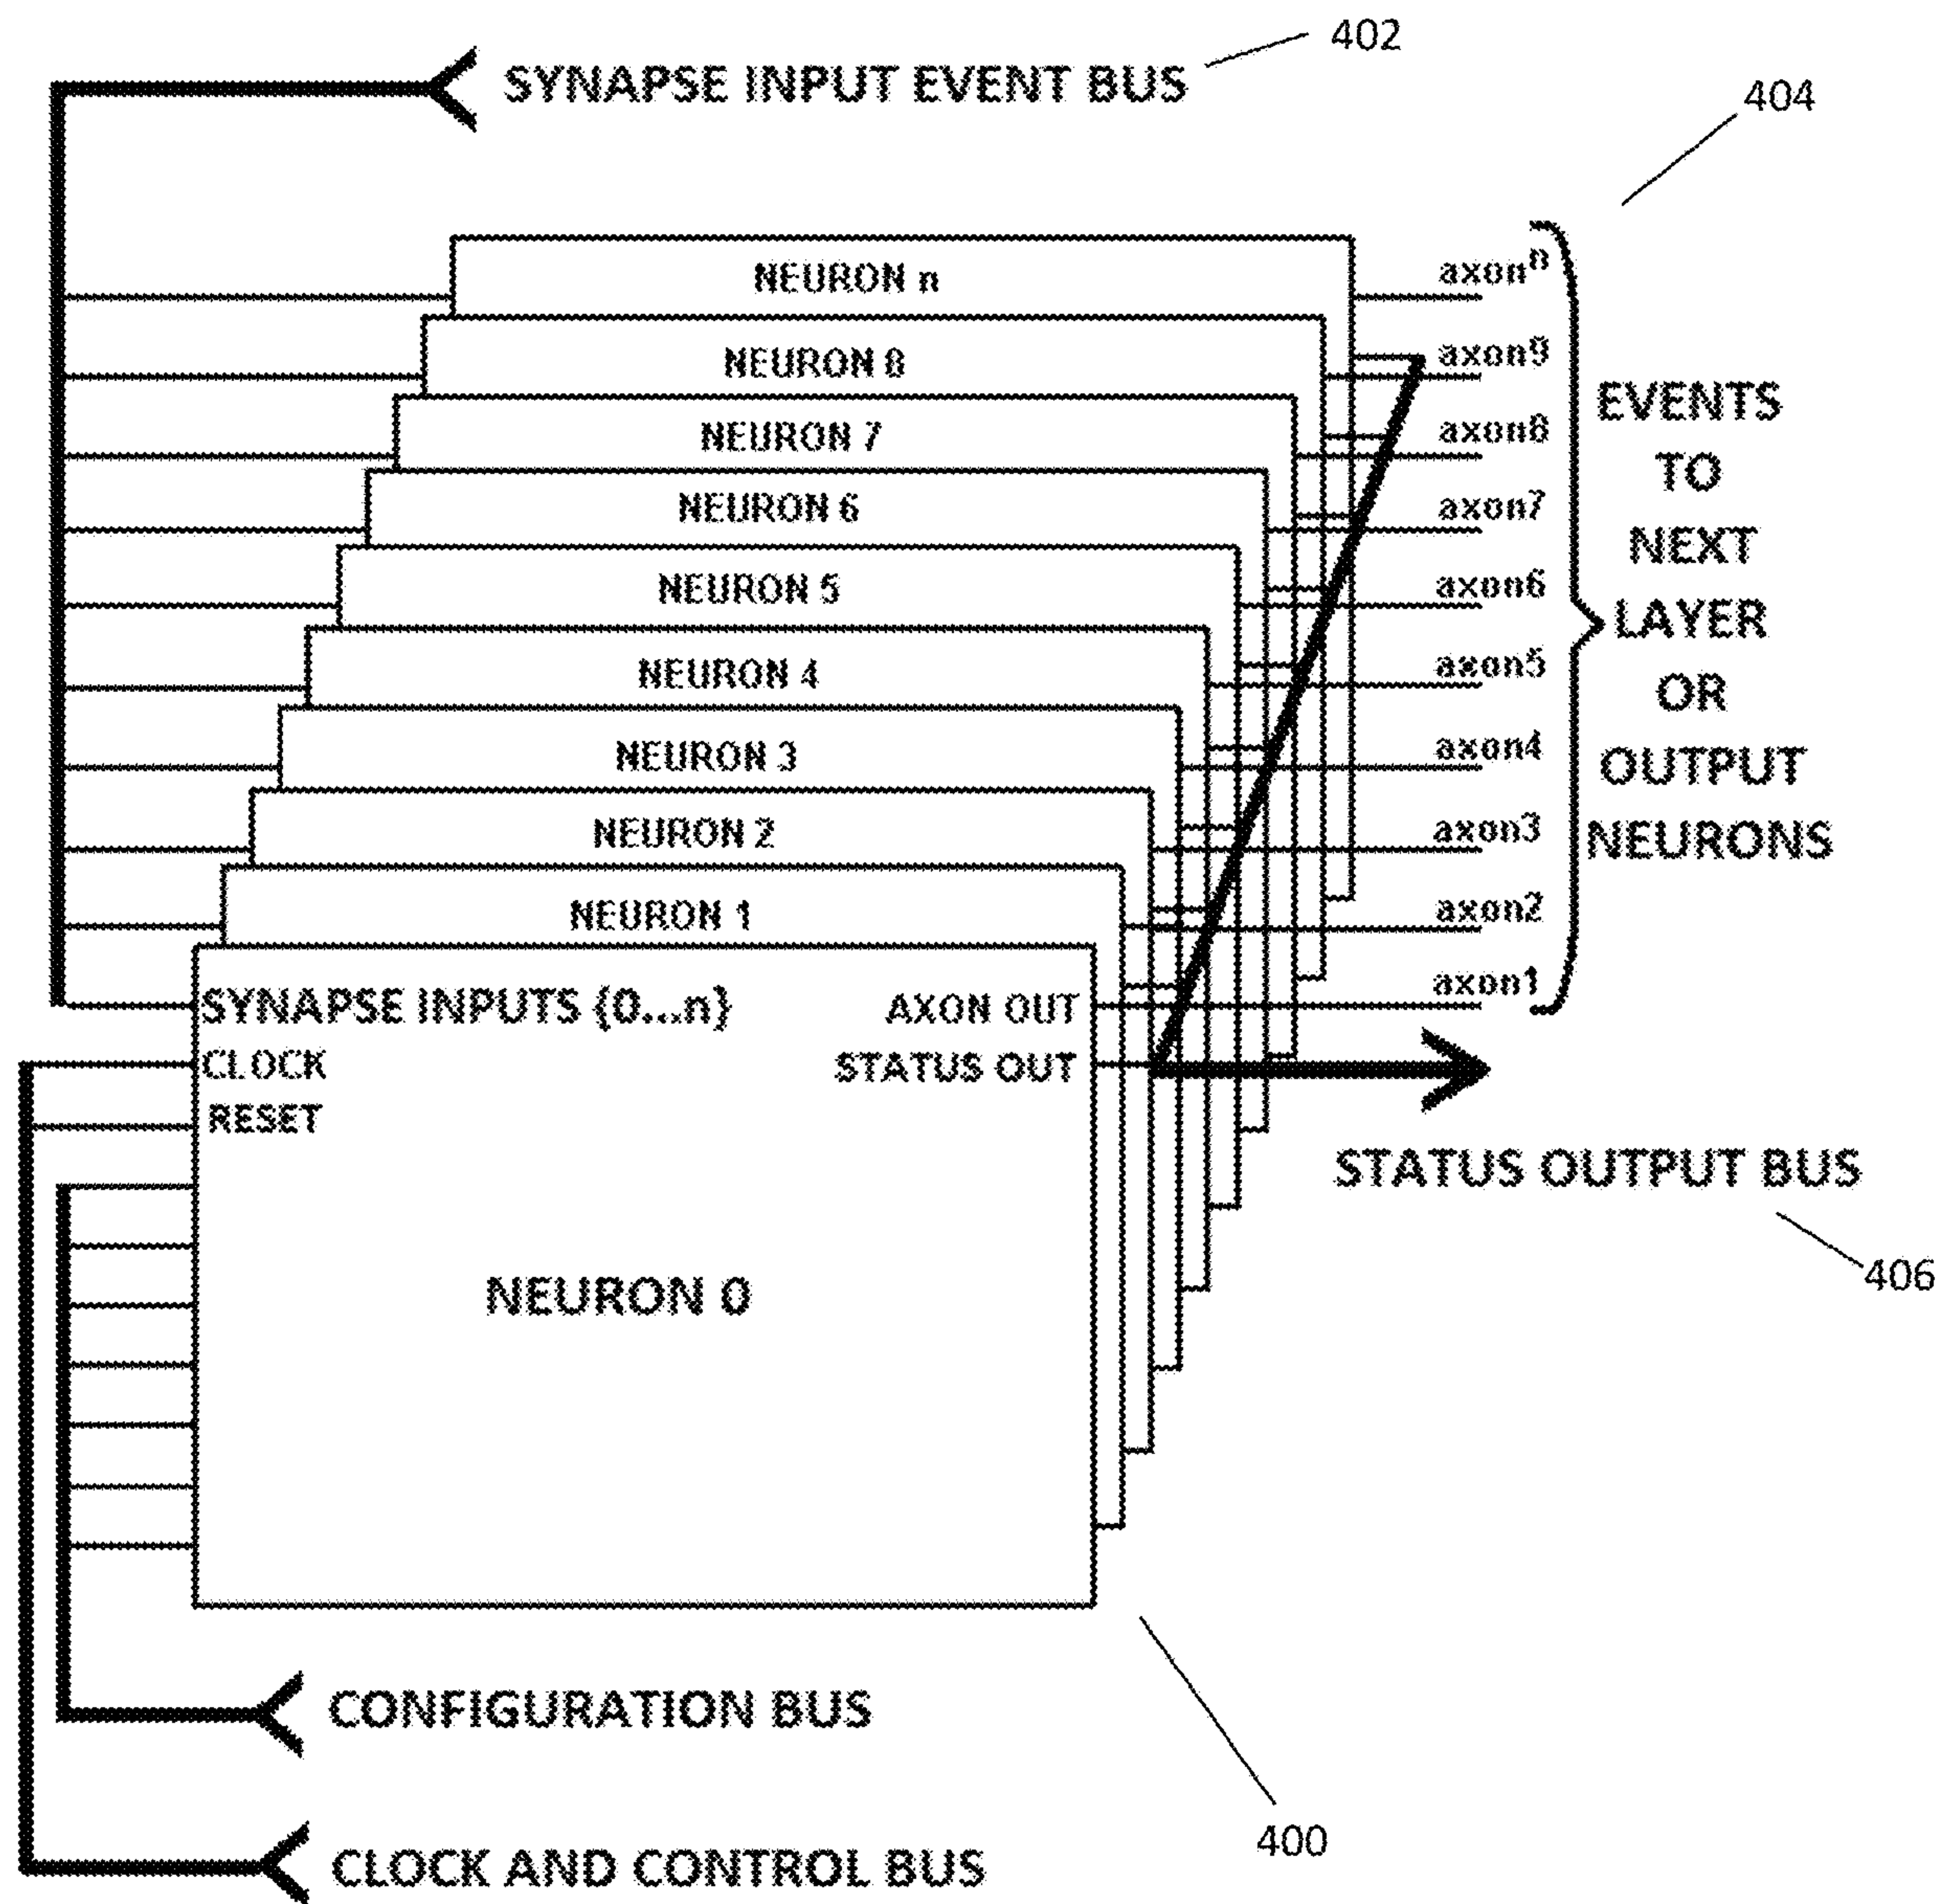 402
SYNAPSE INPUT EVENT BUS
404
NEURON n
axonⁿ
NEURON 8
axon9
NEURON 7
axon8
NEURON 6
axon7
NEURON 5
axon6
NEURON 4
axon5
NEURON 3
axon4
NEURON 2
axon3
NEURON 1
axon2
EVENTS
TO
NEXT
LAYER
OR
OUTPUT
NEURONS
SYNAPSE INPUTS {0...n}
AXON OUT
axon1
CLOCK
STATUS OUT
RESET
STATUS OUTPUT BUS
406
NEURON 0
CONFIGURATION BUS
400
CLOCK AND CONTROL BUS